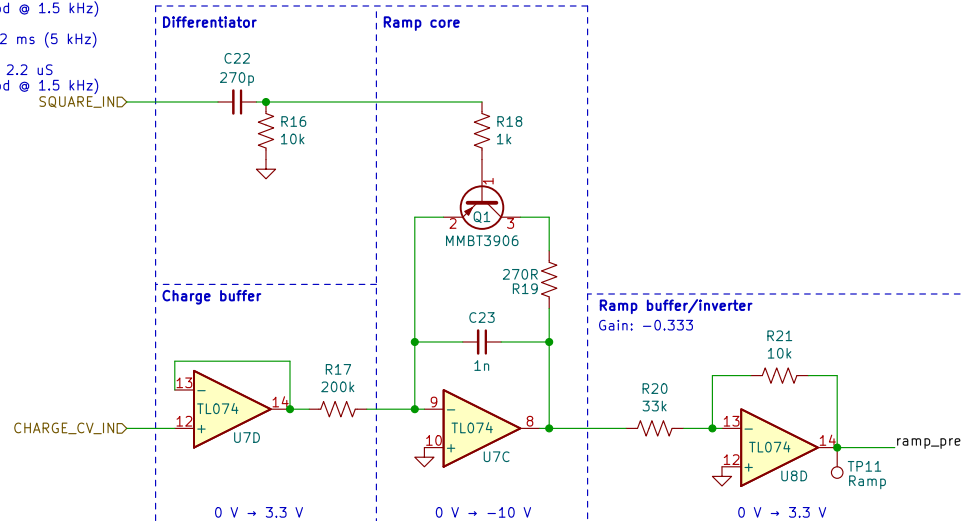 od @ 1.5 kHz)
2 ms (5 kHz)
2.2 uS
od @ 1.5 kHz)
SQUARE_IN
Differentiator
C22
270p
R16
10k
Ramp core
R18
1k
1
Q1
2
3
MMBT3906
270R
R19
C23
1n
Charge buffer
CHARGE_CV_IN
13
-
TL074
14
12
+
U7D
R17
200k
9
-
TL074
8
10
+
U7C
Ramp buffer/inverter
Gain: -0.333
R21
10k
R20
33k
13
-
TL074
14
12
+
U8D
ramp_pre
TP11
Ramp
0 V → 3.3 V
0 V → -10 V
0 V → 3.3 V